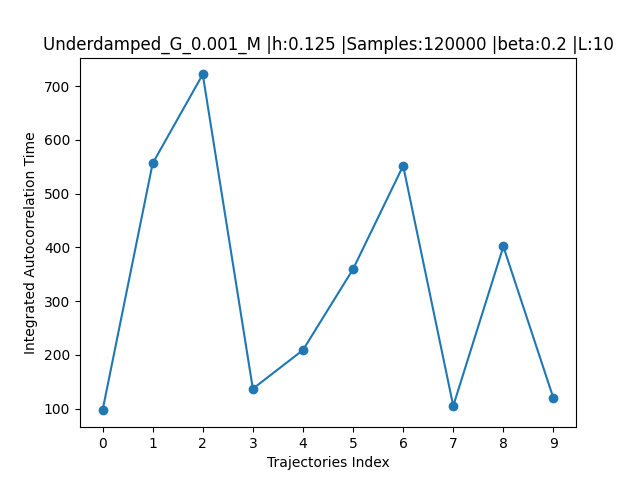 Underdamped_G_0.001_M |h:0.125 |Samples:120000 |beta:0.2 |L:10
Integrated Autocorrelation Time
700
600
500
400
300
200
100
0 1 2 3 4 5 6 7 8 9
Trajectories Index